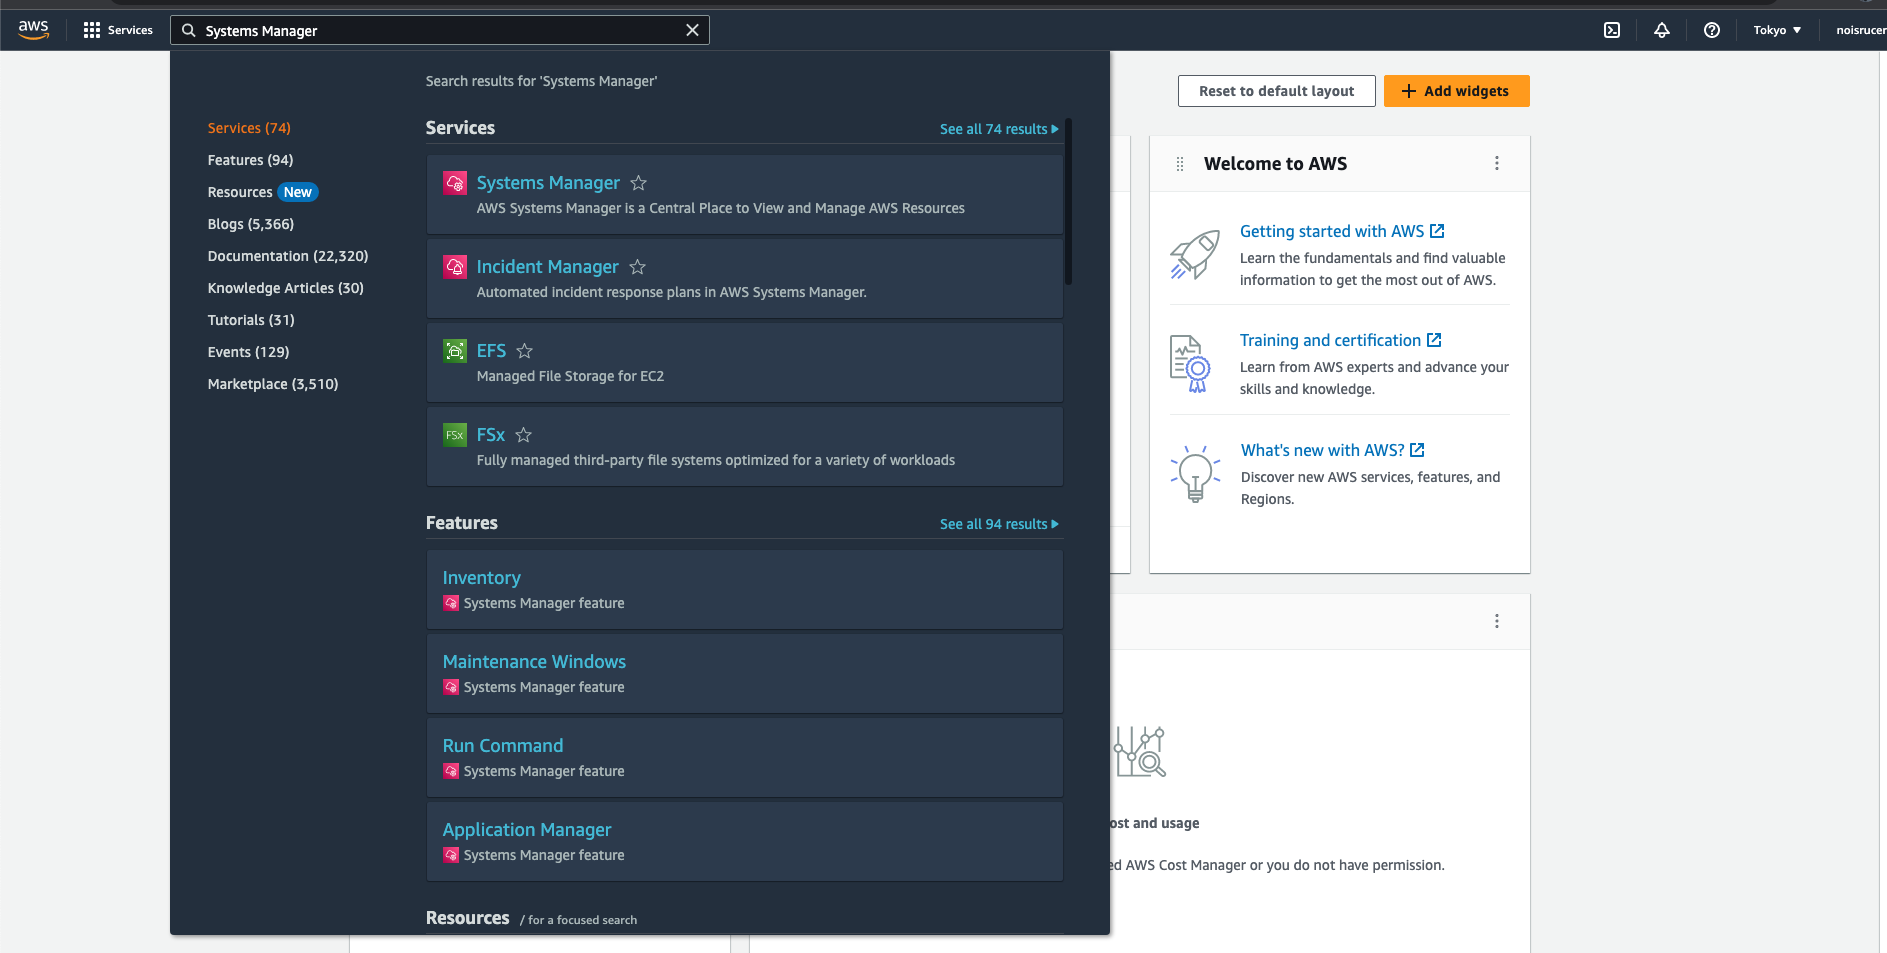 aws
Services
Systems Manager
Tokyo
noisrucer
Search results for 'Systems Manager'
Services (74)
Features (94)
Resources New
Blogs (5,366)
Documentation (22,320)
Knowledge Articles (30)
Tutorials (31)
Events (129)
Marketplace (3,510)
Services
See all 74 results
Systems Manager
AWS Systems Manager is a Central Place to View and Manage AWS Resources
Incident Manager
Automated incident response plans in AWS Systems Manager.
EFS
Managed File Storage for EC2
FSx
FSx
Fully managed third-party file systems optimized for a variety of workloads
Features
See all 94 results
Inventory
Systems Manager feature
Maintenance Windows
Systems Manager feature
Run Command
Systems Manager feature
Application Manager
Systems Manager feature
Resources / for a focused search
Reset to default layout
Add widgets
Welcome to AWS
Getting started with AWS
Learn the fundamentals and find valuable
information to get the most out of AWS.
Training and certification
Learn from AWS experts and advance your
skills and knowledge.
What's new with AWS?
Discover new AWS services, features, and
Regions.
ost and usage
ed AWS Cost Manager or you do not have permission.